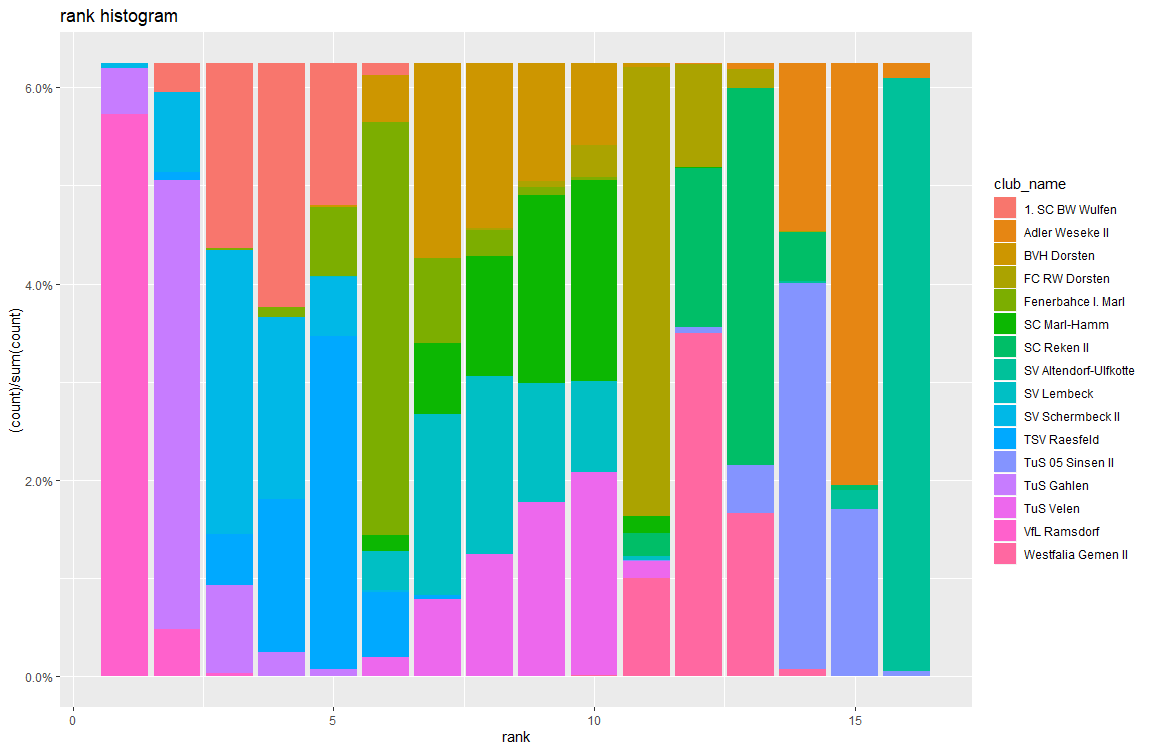 rank histogram
(count)/sum(count)
6.0%
4.0%
2.0%
0.0%
0
5
10
15
rank
club_name
1. SC BW Wulfen
Adler Weseke II
BVH Dorsten
FC RW Dorsten
Fenerbahce I. Marl
SC Marl-Hamm
SC Reken II
SV Altendorf-Ulfkotte
SV Lembeck
SV Schermbeck II
TSV Raesfeld
TuS 05 Sinsen II
TuS Gahlen
TuS Velen
VfL Ramsdorf
Westfalia Gemen II